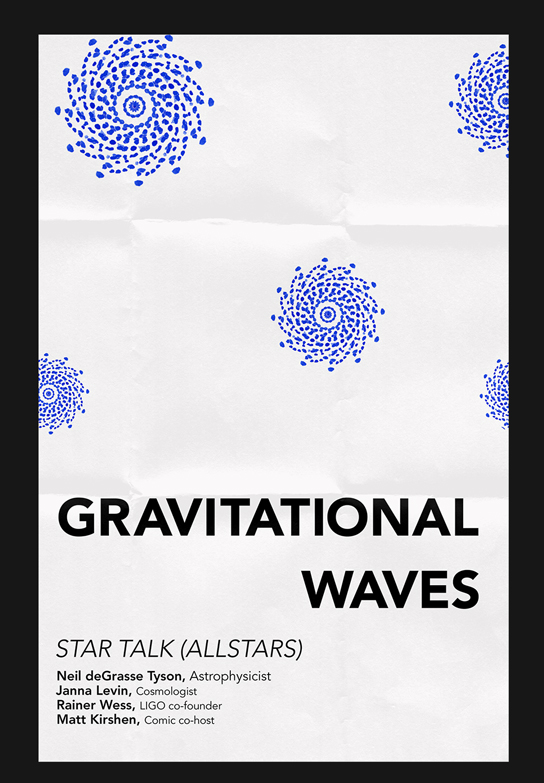 GRAVITATIONAL
WAVES
STAR TALK (ALLSTARS)
Neil deGrasse Tyson, Astrophysicist
Janna Levin, Cosmologist
Rainer Wess, LIGO co-founder
Matt Kirshen, Comic co-host